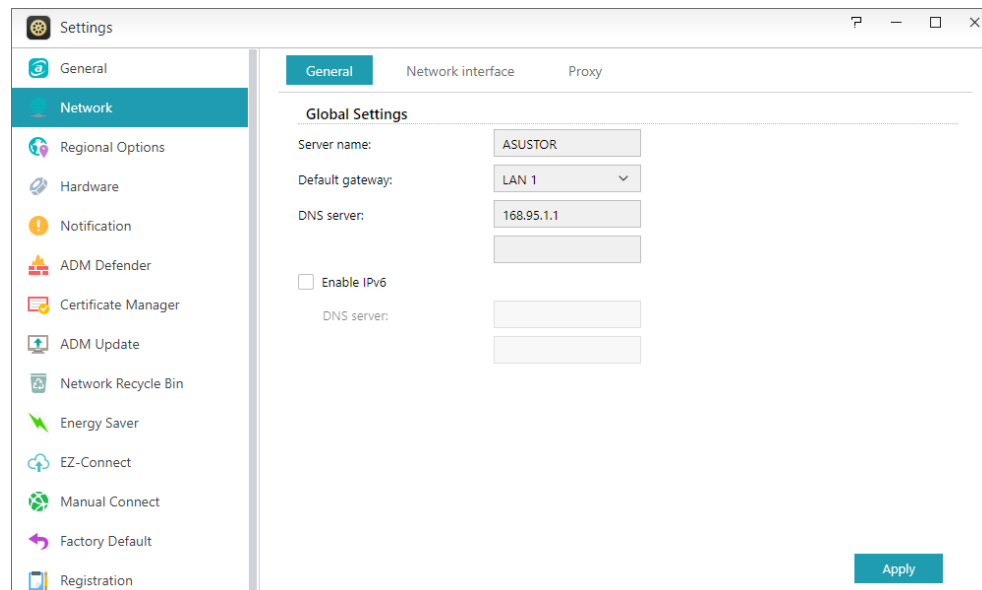 Settings
General
Network
Regional Options
Hardware
Notification
ADM Defender
Certificate Manager
ADM Update
Network Recycle Bin
Energy Saver
EZ-Connect
Manual Connect
Factory Default
Registration
General Network interface Proxy
Global Settings
Server name: ASUSTOR
Default gateway: LAN 1
DNS server: 168.95.1.1
Enable IPv6
DNS server:
Apply